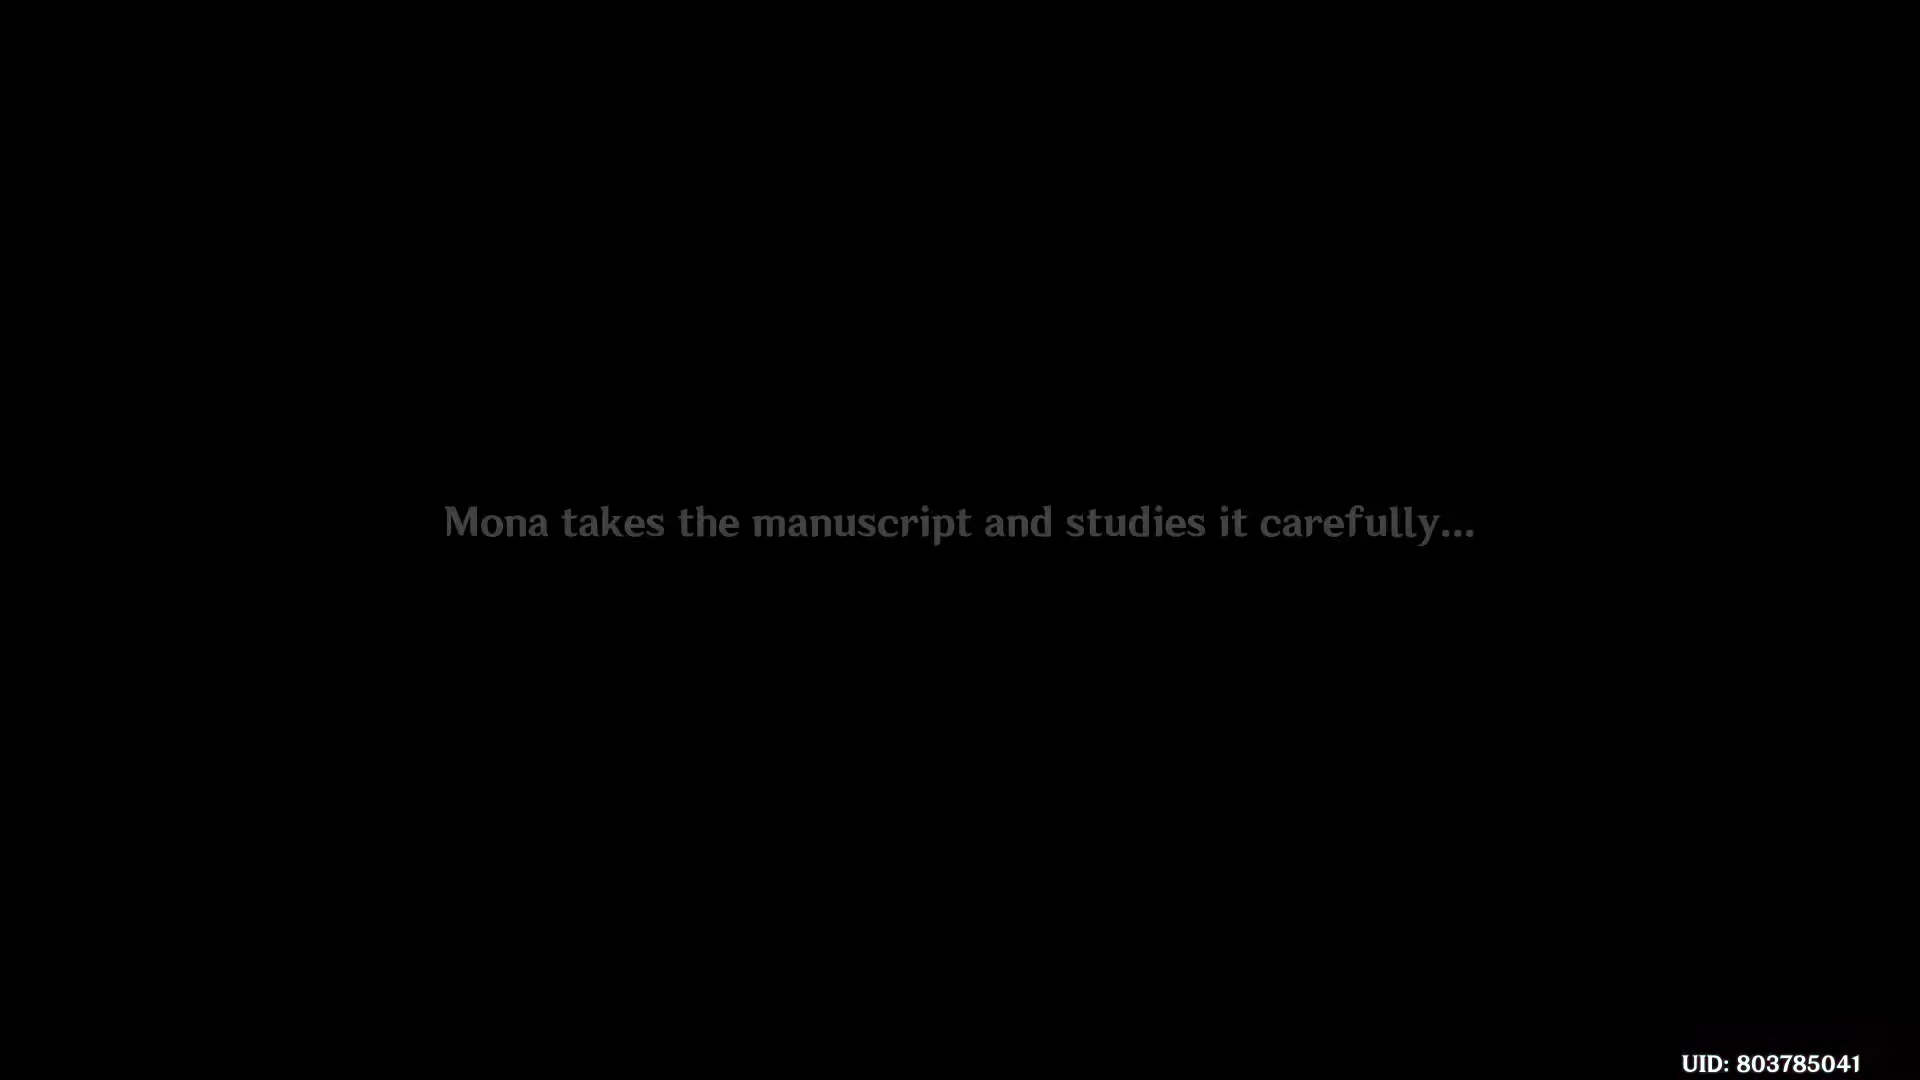 Mona takes the manuscript and studies it carefully...
UID: 803785041